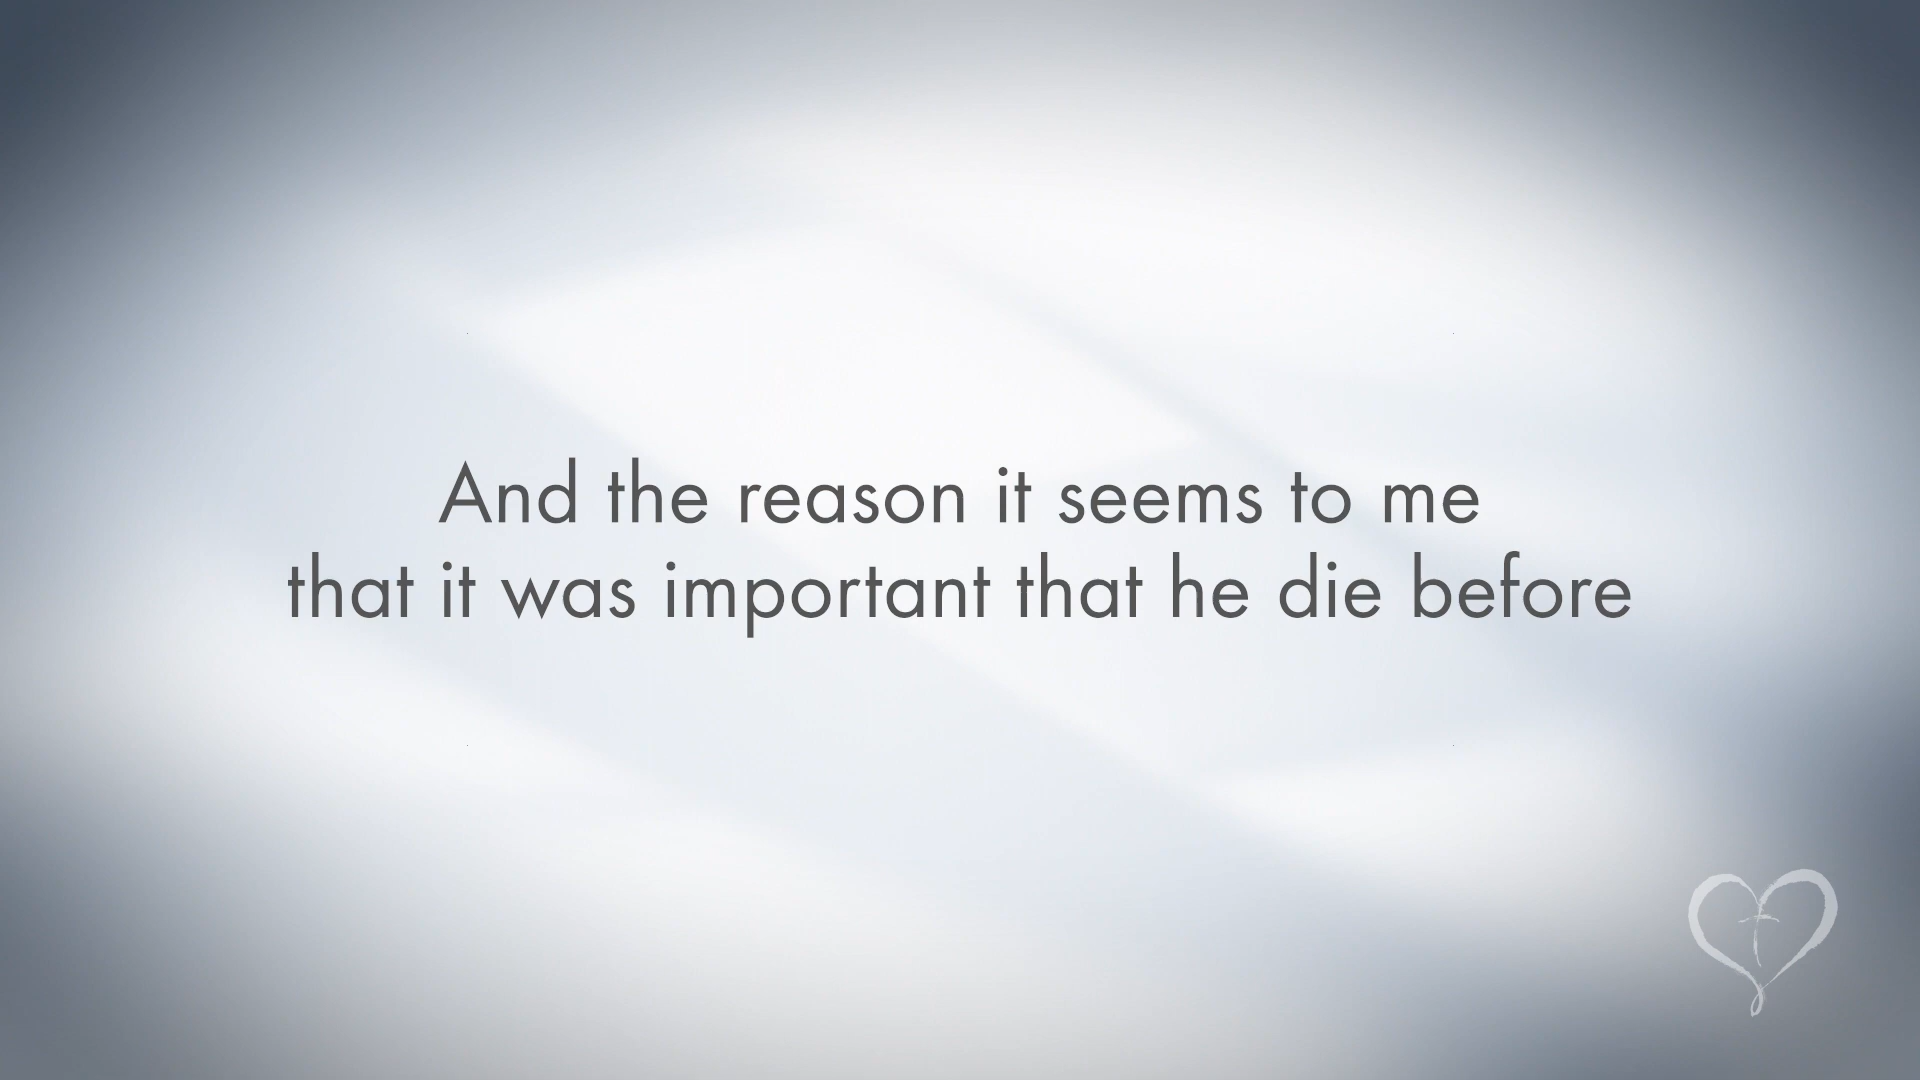 And the reason it seems to me
that it was important that he die before